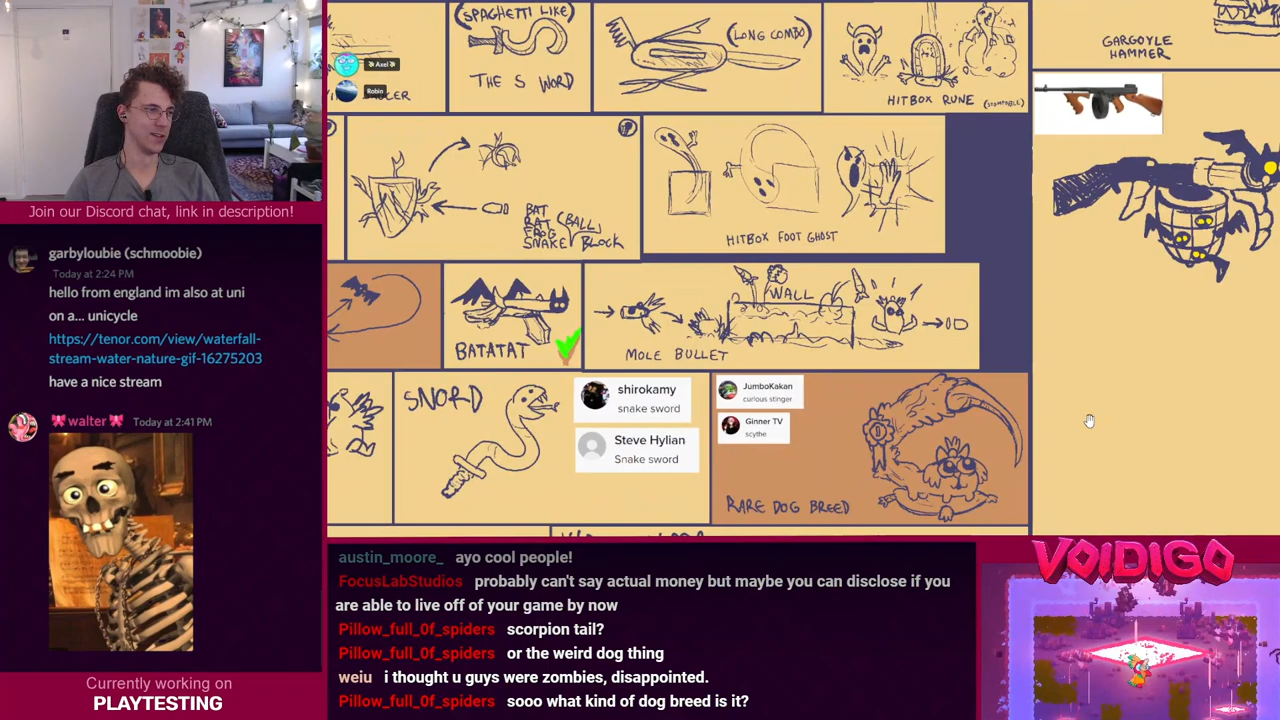 Join our Discord chat, link in description!
garbyloubie (schmoobie)
Today at 2:24 PM
hello from england im also at uni
on a... unicycle
https://tenor.com/view/waterfall-
stream-water-nature-gif-16275203
have a nice stream
walter Today at 2:41 PM
Currently working on
PLAYTESTING
Axel
Robin
(SPAGHETTI LIKE)
THE S WORD
(LONG COMBO)
HITBOX RUNE (STOMPABLE)
GARGOYLE
HAMMER
BAT
RAT (BALL)
FROG
SNAKE BLOCK
HITBOX FOOT GHOST
BATATAT
WALL
MOLE BULLET
SNORD
shirokamy
snake sword
Steve Hylian
Snake sword
JumboKakan
curious stinger
Ginner TV
scythe
RARE DOG BREED
austin_moore_ ayo cool people!
FocusLabStudios probably can't say actual money but maybe you can disclose if you
are able to live off of your game by now
Pillow_full_0f_spiders scorpion tail?
Pillow_full_0f_spiders or the weird dog thing
weiu i thought u guys were zombies, disappointed.
Pillow_full_0f_spiders sooo what kind of dog breed is it?
VOIDIGO